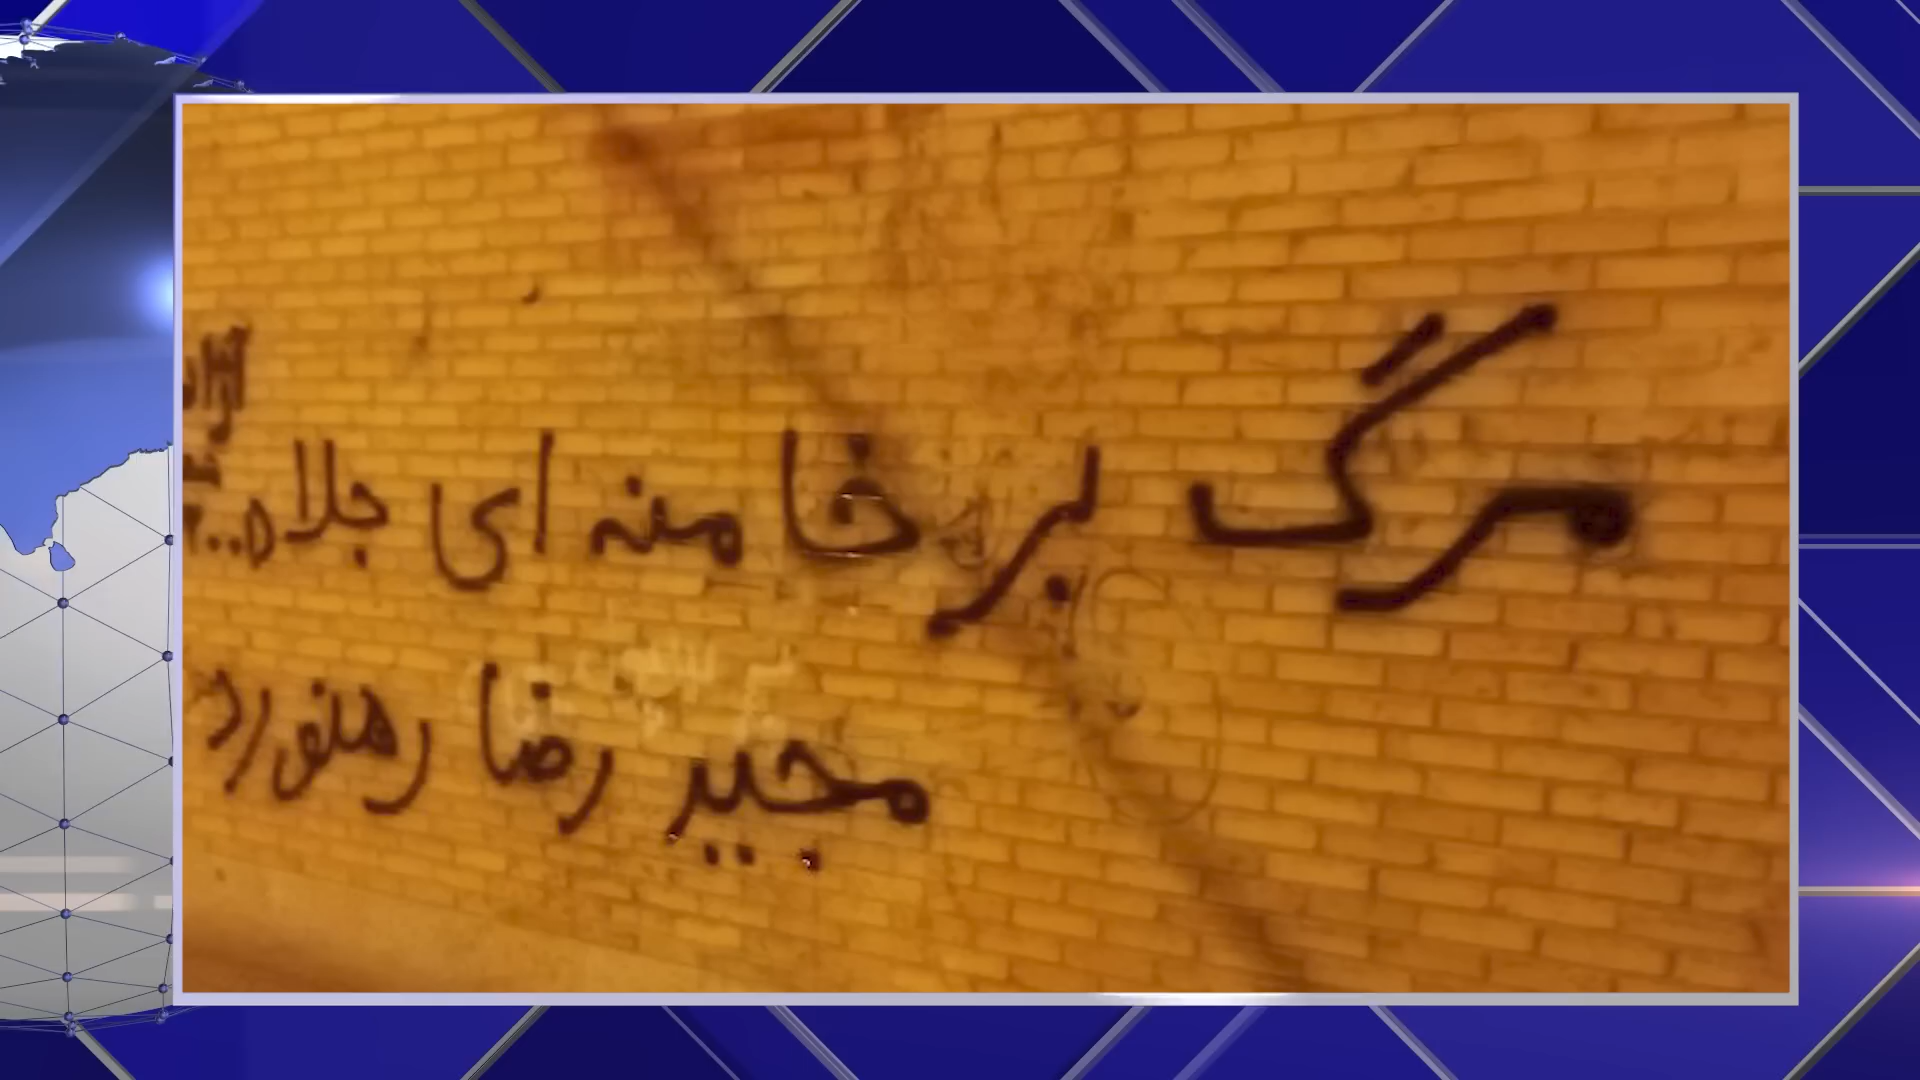 مرگ بر خامنه ای جلاد...
مجید رضا رهنورد